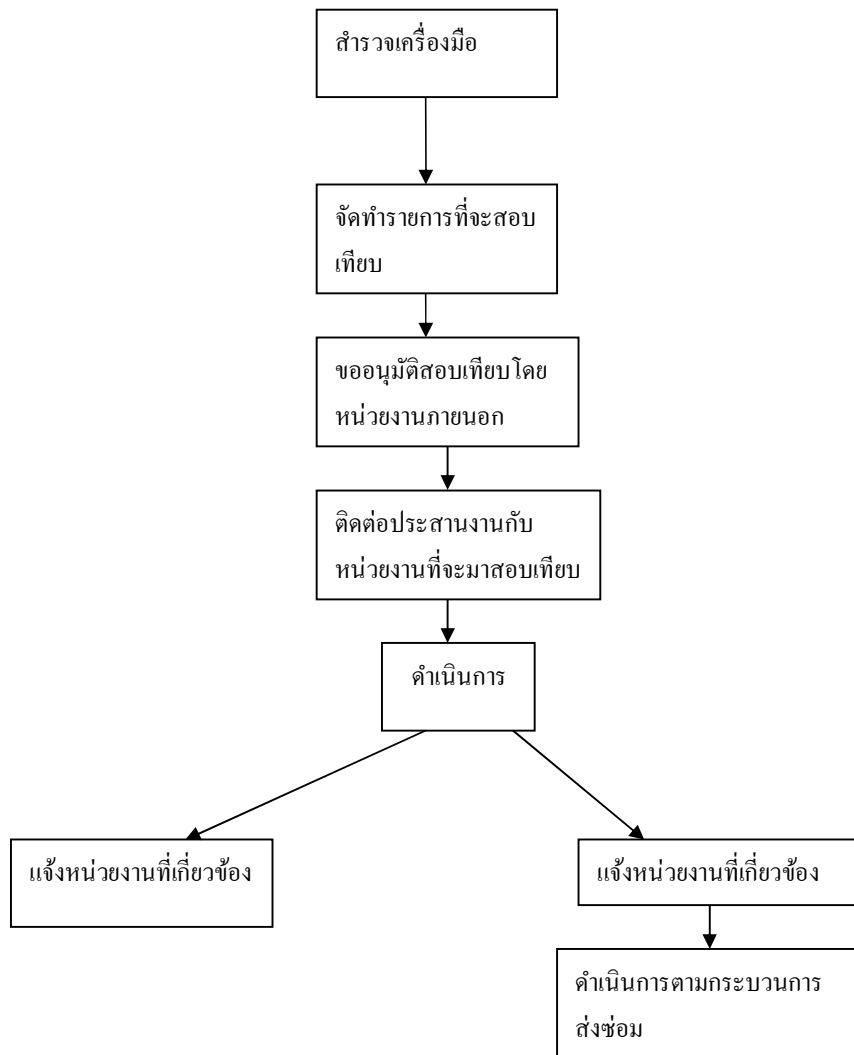 สำรวจเครื่องมือ
จัดทำรายการที่จะสอบ
เทียบ
ขออนุมัติสอบเทียบโดย
หน่วยงานภายนอก
ติดต่อประสานงานกับ
หน่วยงานที่จะมาสอบเทียบ
ดำเนินการ
แจ้งหน่วยงานที่เกี่ยวข้อง
แจ้งหน่วยงานที่เกี่ยวข้อง
ดำเนินการตามกระบวนการ
ส่งซ่อม